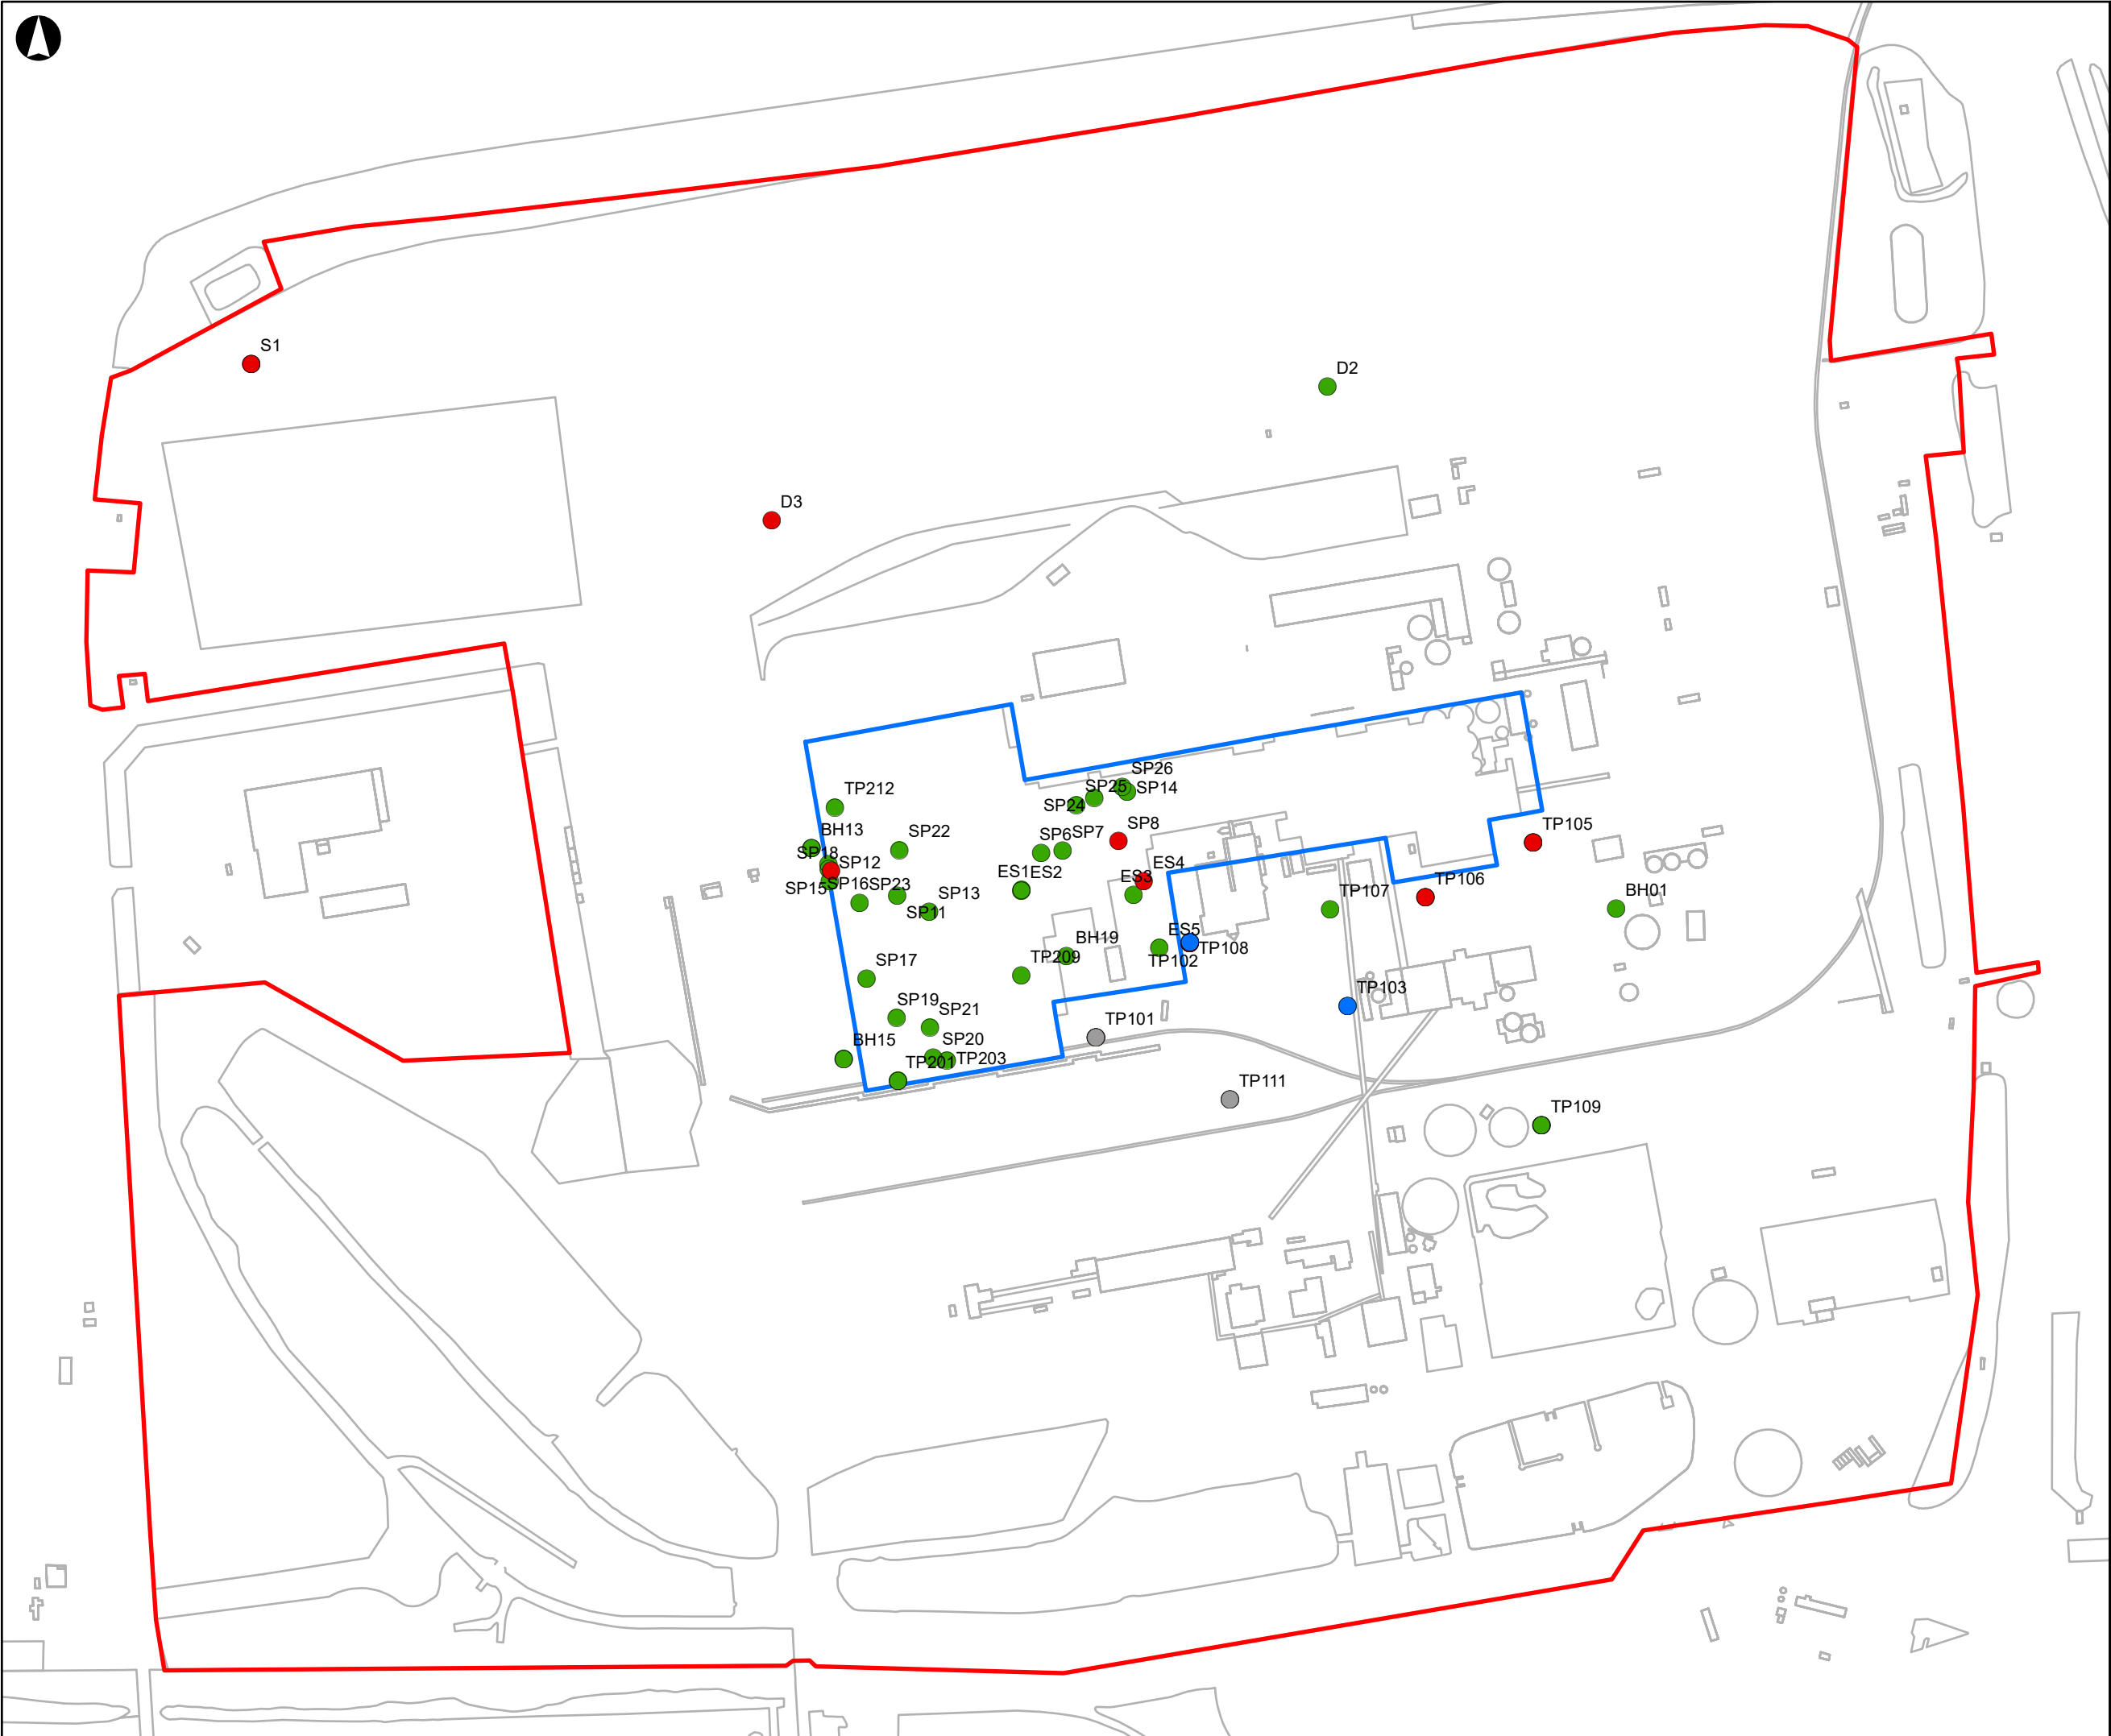 S1
D2
D3
SP26
SP25
SP14
TP212
SP24
BH13
SP22
SP6
SP7
SP8
TP105
SP18
SP12
ES4
ES1
ES2
ES3
SP15
SP16
SP23
SP13
SP11
TP107
TP106
BH01
BH19
ES5
TP108
TP209
TP102
SP17
TP103
SP19
SP21
TP101
BH15
SP20
TP201
TP203
TP111
TP109